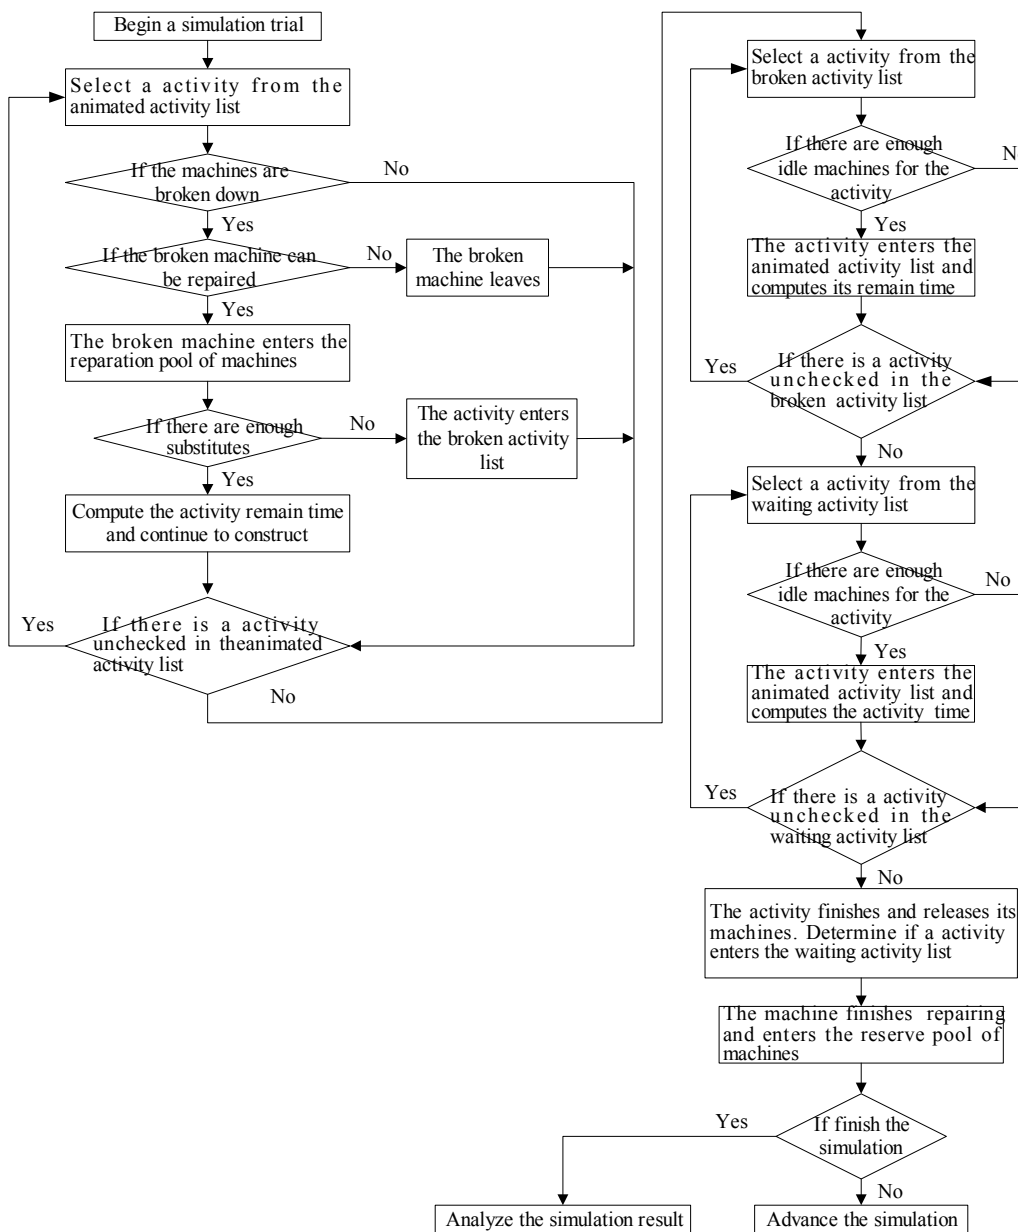 Begin a simulation trial
Select a activity from the
animated activity list
If the machines are
broken down
No
Yes
If the broken machine can
be repaired
No
The broken
machine leaves
Yes
The broken machine enters the
reparation pool of machines
If there are enough
substitutes
No
The activity enters
the broken activity
list
Yes
Compute the activity remain time
and continue to construct
Yes
If there is a activity
unchecked in theanimated
activity list
No
Select a activity from the
broken activity list
If there are enough
idle machines for the
activity
N
Yes
The activity enters the
animated activity list and
computes its remain time
Yes
If there is a activity
unchecked in the
broken activity list
No
Select a activity from the
waiting activity list
If there are enough
idle machines for the
activity
No
Yes
The activity enters the
animated activity list and
computes the activity time
Yes
If there is a activity
unchecked in the
waiting activity list
No
The activity finishes and releases its
machines. Determine if a activity
enters the waiting activity list
The machine finishes repairing
and enters the reserve pool of
machines
Yes
If finish the
simulation
No
Analyze the simulation result
Advance the simulation